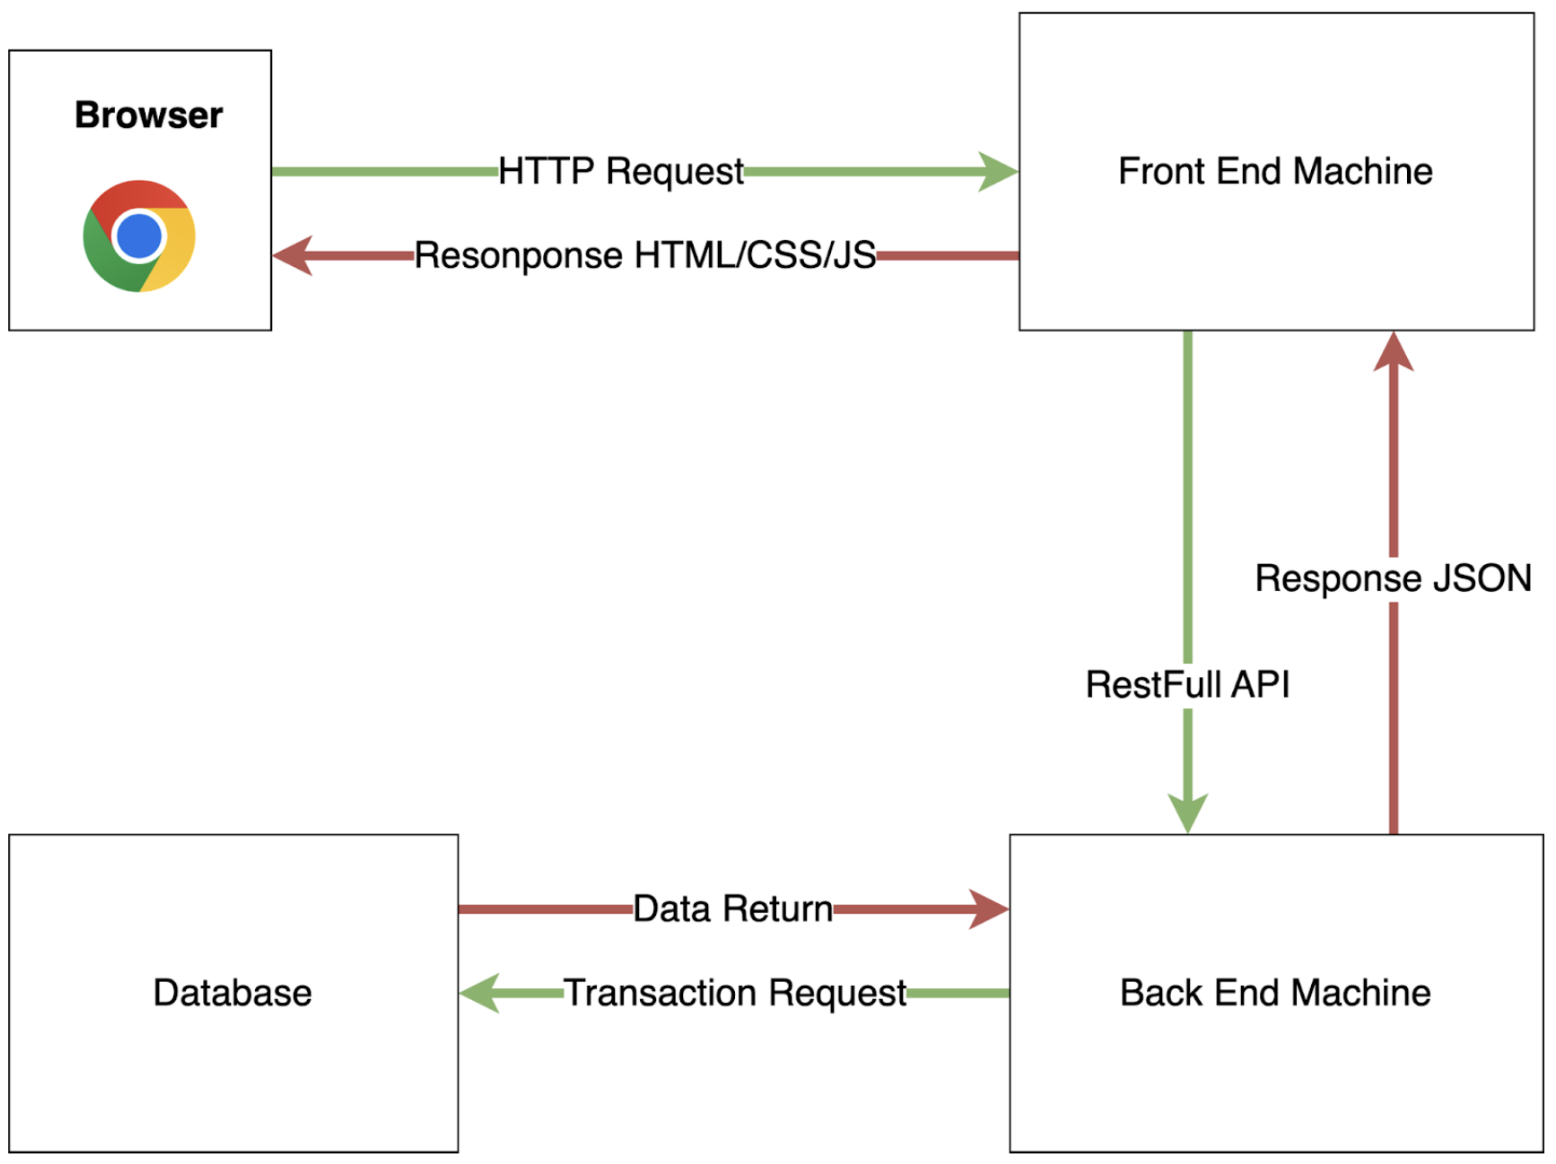 Browser
HTTP Request
Front End Machine
Resonponse HTML/CSS/JS
Response JSON
RestFull API
Data Return
Database
Transaction Request
Back End Machine